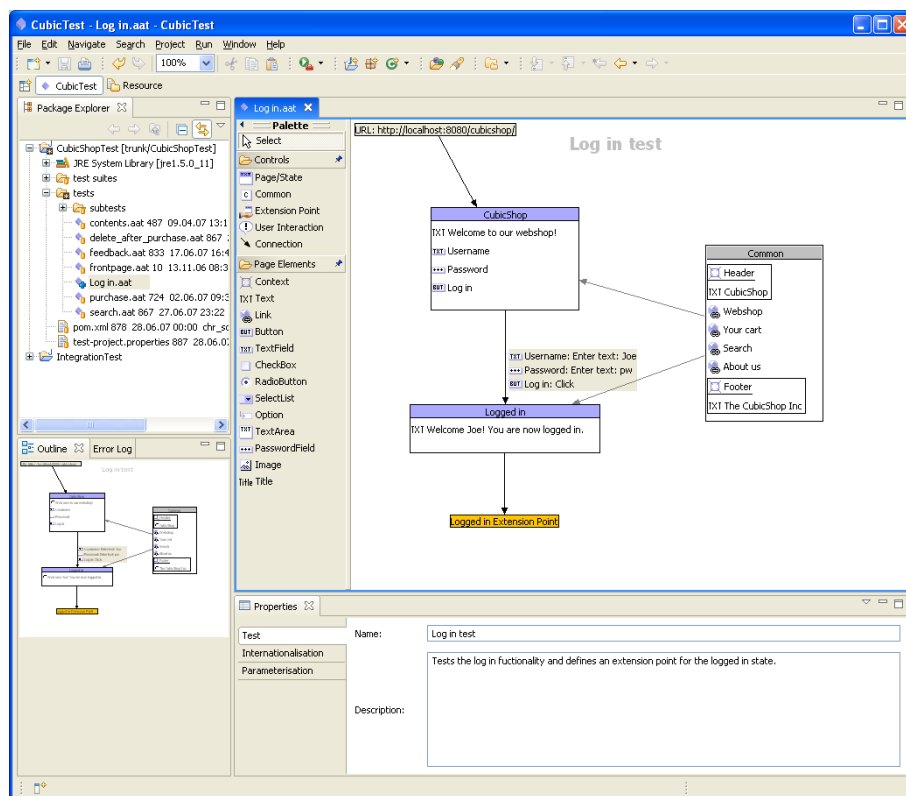 CubicTest - Log in.aat - CubicTest
File Edit Navigate Search Project Run Window Help
100%
CubicTest Resource
Package Explorer
CubicShopTest [trunk/CubicShopTest]
JRE System Library [jre1.5.0_11]
test suites
tests
subtests
contents.aat 487 09.04.07 13:1
delete_after_purchase.aat 867
feedback.aat 833 17.06.07 16:4
frontpage.aat 10 13.11.06 08:3
Log in.aat
purchase.aat 724 02.06.07 09:3
search.aat 867 27.06.07 23:22
pom.xml 878 28.06.07 00:00 chr_sc
test-project.properties 887 28.06.0
IntegrationTest
Outline Error Log
Log in test
Log in.aat
Palette
Select
Controls
Page/State
Common
Extension Point
User Interaction
Connection
Page Elements
Context
TXT Text
Link
BUT Button
TXT TextField
CheckBox
RadioButton
SelectList
Option
TXT TextArea
PasswordField
Image
Title Title
URL: http://localhost:8080/cubicshop/
Log in test
CubicShop
TXT Welcome to our webshop!
TXT Username
Password
BUT Log in
Common
Header
TXT CubicShop
Webshop
Your cart
Search
About us
Footer
TXT The CubicShop Inc
TXT Username: Enter text: Joe
Password: Enter text: pw
BUT Log in: Click
Logged in
TXT Welcome Joe! You are now logged in.
Logged in Extension Point
Properties
Test
Internationalisation
Parameterisation
Name: Log in test
Tests the log in fuctionality and defines an extension point for the logged in state.
Description: